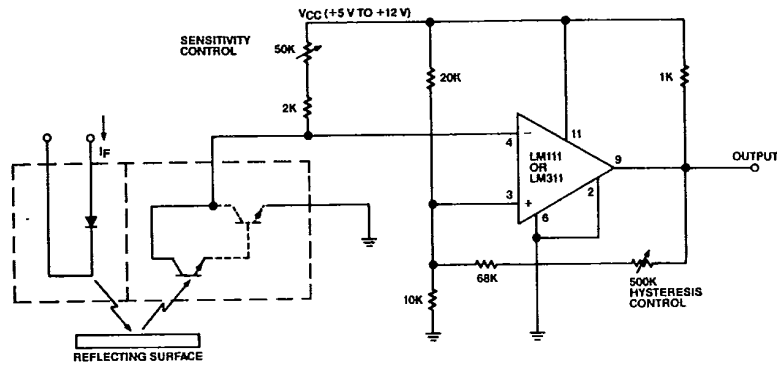 VCC (+5 V TO +12 V)
SENSITIVITY
CONTROL
50K
2K
20K
1K
IF
4
−
11
LM111
OR
LM311
9
OUTPUT
2
3
+
6
68K
500K
HYSTERESIS
CONTROL
10K
REFLECTING SURFACE